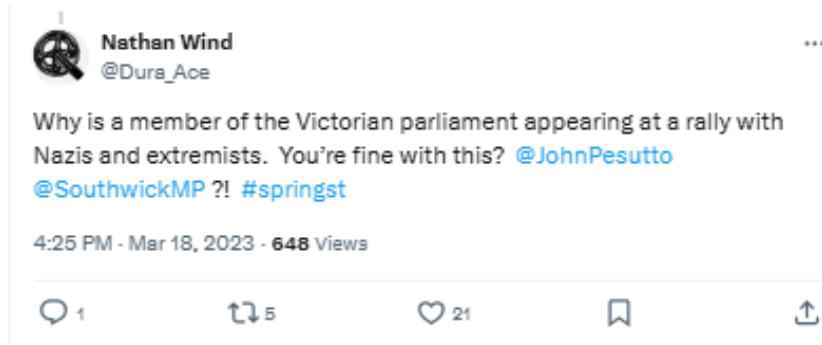 Nathan Wind
@Dura_Ace
Why is a member of the Victorian parliament appearing at a rally with
Nazis and extremists.  You're fine with this?  @JohnPesutto
@SouthwickMP ?!  #springst
4:25 PM · Mar 18, 2023 · 648 Views
1 5 21